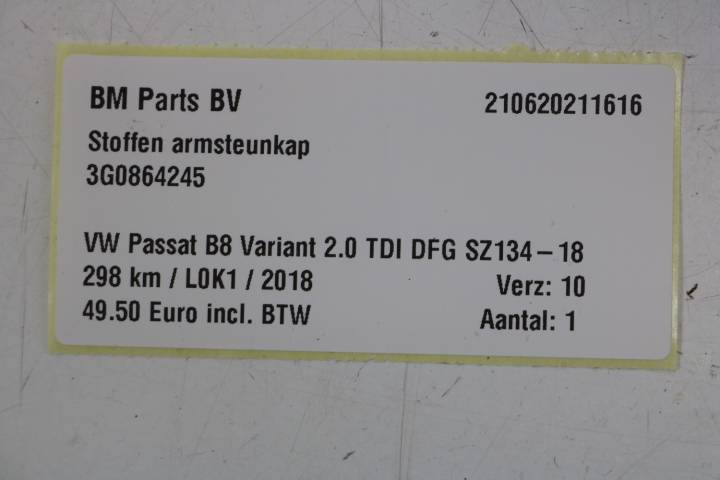 BM Parts BV 210620211616
Stoffen armsteunkap
3G0864245
VW Passat B8 Variant 2.0 TDI DFG SZ134-18
298 km / L0K1 / 2018 Verz: 10
49.50 Euro incl. BTW Aantal: 1